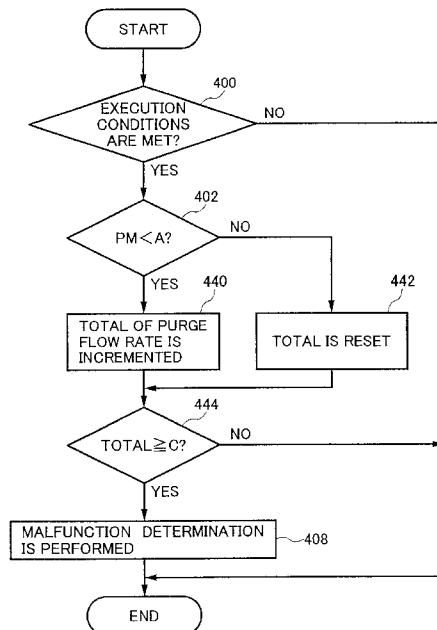 START
400
EXECUTION
CONDITIONS
ARE MET?
NO
YES
402
PM<A?
NO
YES
440
TOTAL OF PURGE
FLOW RATE IS
INCREMENTED
442
TOTAL IS RESET
444
TOTAL≧C?
NO
YES
MALFUNCTION DETERMINATION
IS PERFORMED
408
END